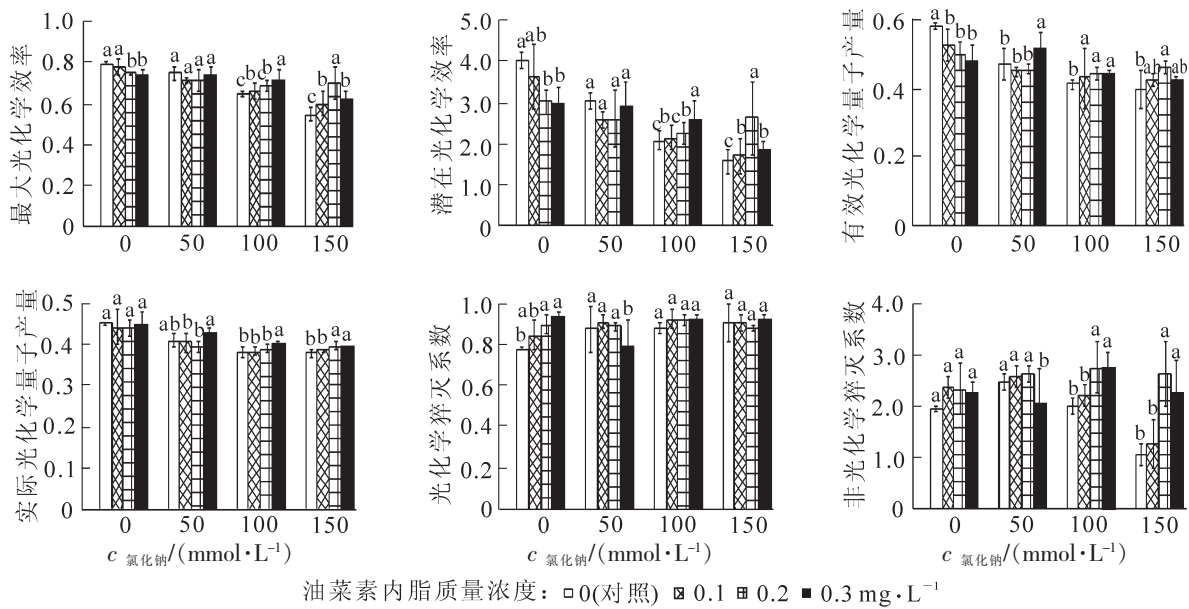 最大光化学效率
1.0
0.8
0.6
0.4
0.2
0
a a b b
a a a a
c b c b a
c b a b
0 50 100 150
潜在光化学效率
5.0
4.0
3.0
2.0
1.0
0
a ab b b
a a a a
c bc b a
c b a b
0 50 100 150
有效光化学量子产量
0.6
0.4
0.2
0
a b b b
b b b a
b a a a
b ab a ab
0 50 100 150
实际光化学量子产量
0.5
0.4
0.3
0.2
0.1
0
a a a a
ab b b a
b b b a
b b a a
0 50 100 150
c 氯化钠/(mmol·L⁻¹)
光化学猝灭系数
1.0
0.8
0.6
0.4
0.2
0
b ab a a
a a a b
a a a a
a a a a
0 50 100 150
c 氯化钠/(mmol·L⁻¹)
非光化学猝灭系数
4.0
3.0
2.0
1.0
0
a a a a
a a a b
b b a a
b b a a
0 50 100 150
c 氯化钠/(mmol·L⁻¹)
油菜素内脂质量浓度: 0(对照) 0.1 0.2 0.3 mg·L⁻¹